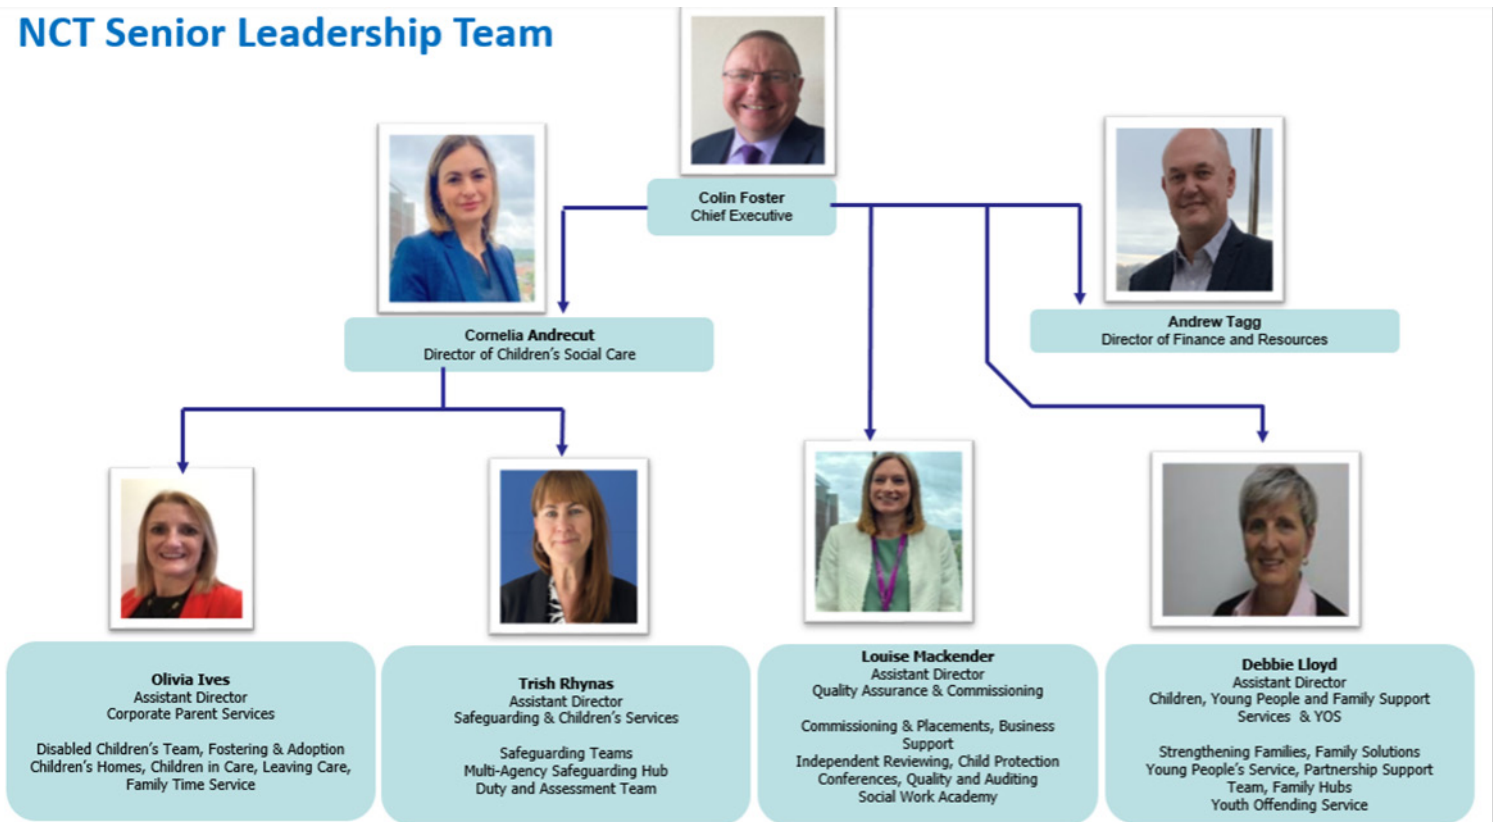 NCT Senior Leadership Team
Colin Foster
Chief Executive
Cornelia Andrecut
Director of Children's Social Care
Andrew Tagg
Director of Finance and Resources
Olivia Ives
Assistant Director
Corporate Parent Services
Disabled Children's Team, Fostering & Adoption
Children's Homes, Children in Care, Leaving Care,
Family Time Service
Trish Rhynas
Assistant Director
Safeguarding & Children's Services
Safeguarding Teams
Multi-Agency Safeguarding Hub
Duty and Assessment Team
Louise Mackender
Assistant Director
Quality Assurance & Commissioning
Commissioning & Placements, Business
Support
Independent Reviewing, Child Protection
Conferences, Quality and Auditing
Social Work Academy
Debbie Lloyd
Assistant Director
Children, Young People and Family Support
Services & YOS
Strengthening Families, Family Solutions
Young People's Service, Partnership Support
Team, Family Hubs
Youth Offending Service